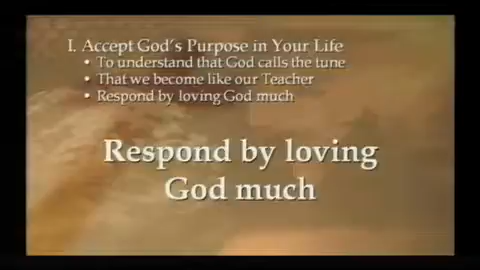 I. Accept God's Purpose in Your Life
• To understand that God calls the tune
• That we become like our Teacher
• Respond by loving God much
Respond by loving
God much